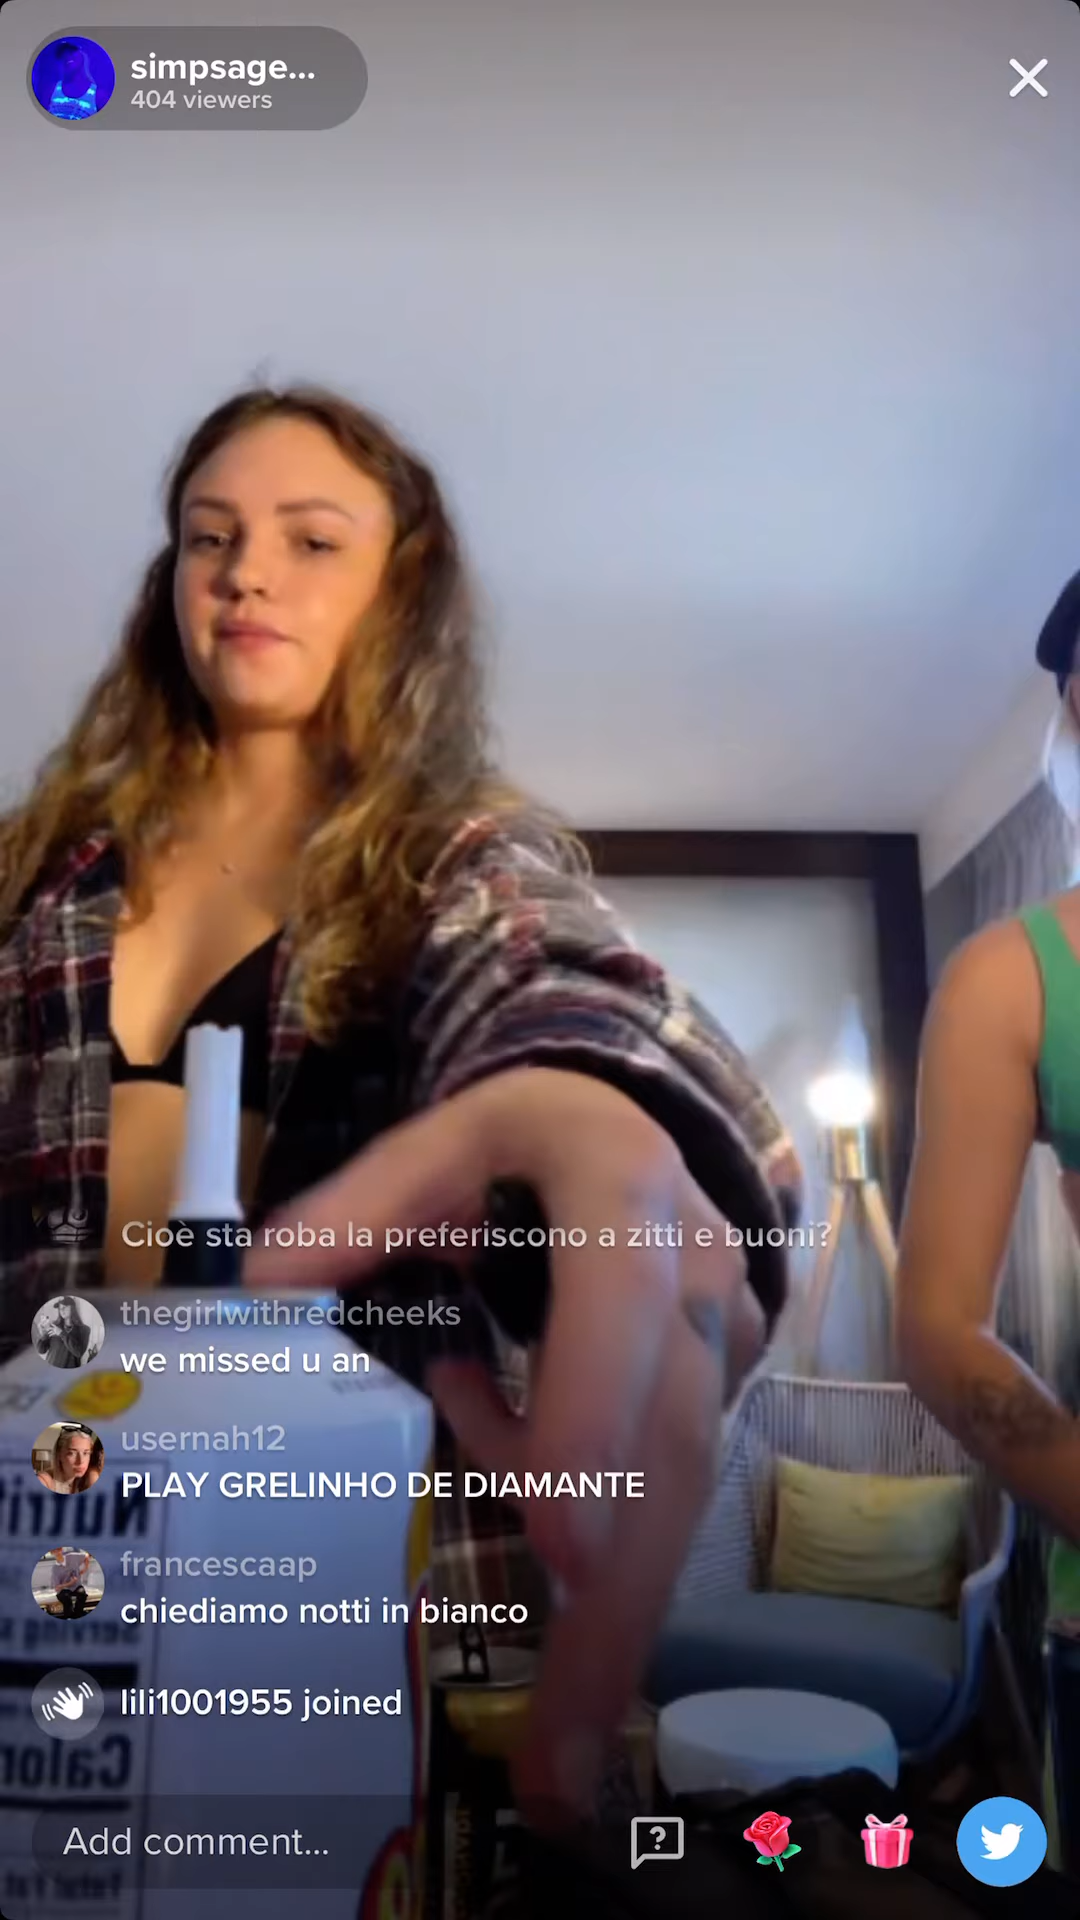 simpsage...
404 viewers
Cioè sta roba la preferiscono a zitti e buoni?
thegirlwithredcheeks
we missed u an
usernah12
PLAY GRELINHO DE DIAMANTE
francescaap
chiediamo notti in bianco
lili1001955 joined
Add comment...